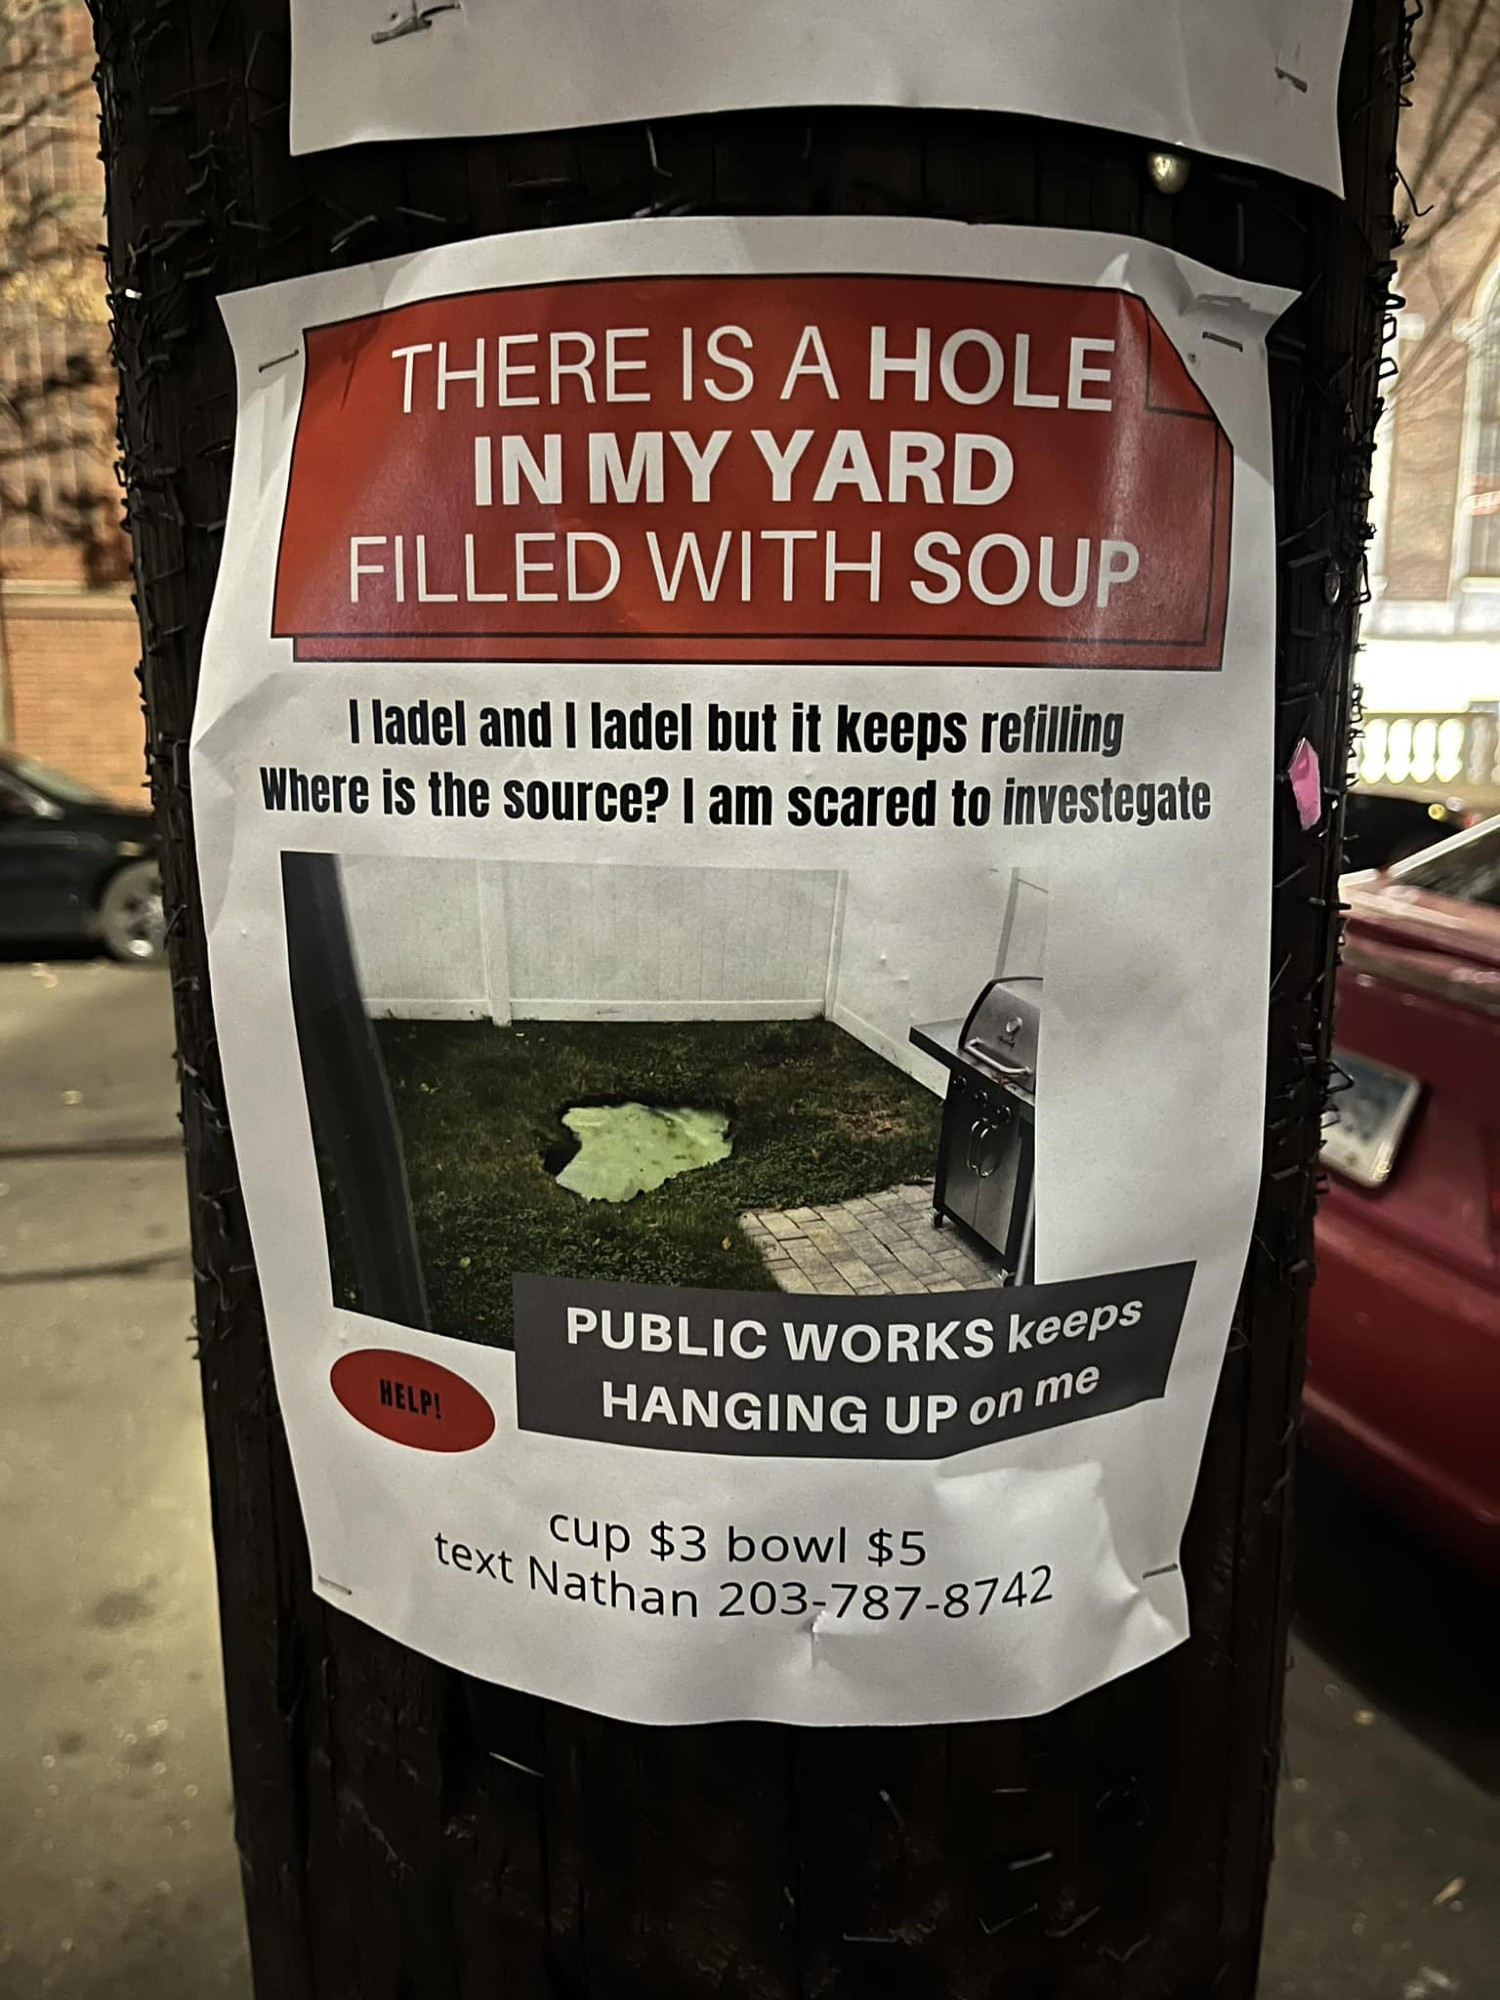 THERE IS A HOLE
IN MY YARD
FILLED WITH SOUP
I ladel and I ladel but it keeps refilling
Where is the source? I am scared to investegate
PUBLIC WORKS keeps
HANGING UP on me
HELP!
cup $3 bowl $5
text Nathan 203-787-8742